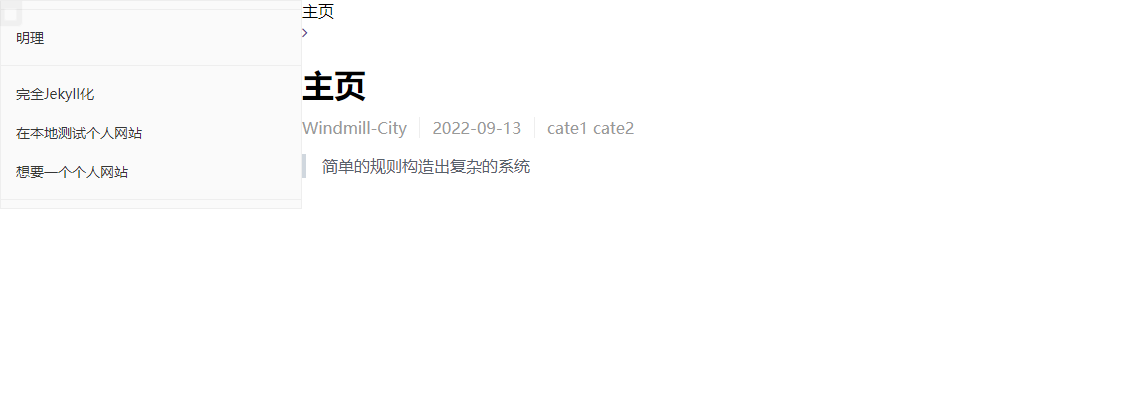 明理
完全Jekyll化
在本地测试个人网站
想要一个个人网站
主页
>
主页
Windmill-City 2022-09-13 cate1 cate2
简单的规则构造出复杂的系统